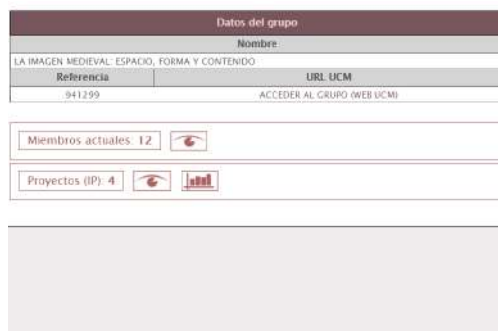 Datos del grupo
Nombre
LA IMAGEN MEDIEVAL: ESPACIO, FORMA Y CONTENIDO
Referencia URL UCM
941299 ACCEDER AL GRUPO (WEB UCM)
Miembros actuales: 12
Proyectos (IP): 4